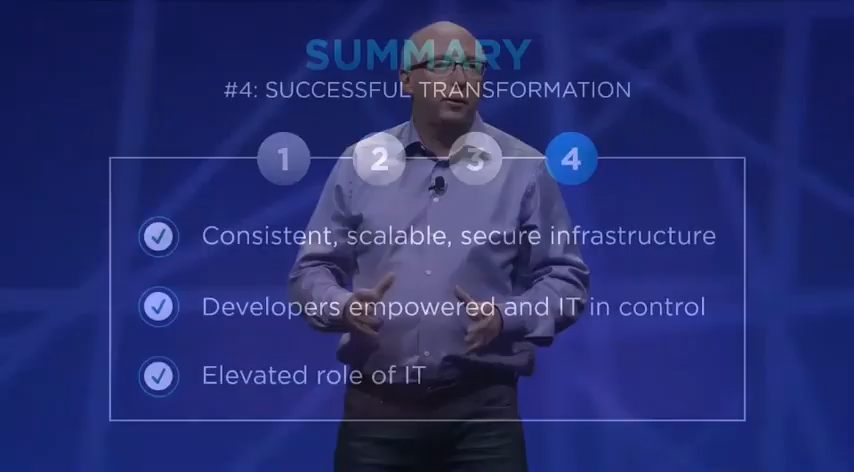 SUMMARY
#4: SUCCESSFUL TRANSFORMATION
1 2 3 4
Consistent, scalable, secure infrastructure
Developers empowered and IT in control
Elevated role of IT